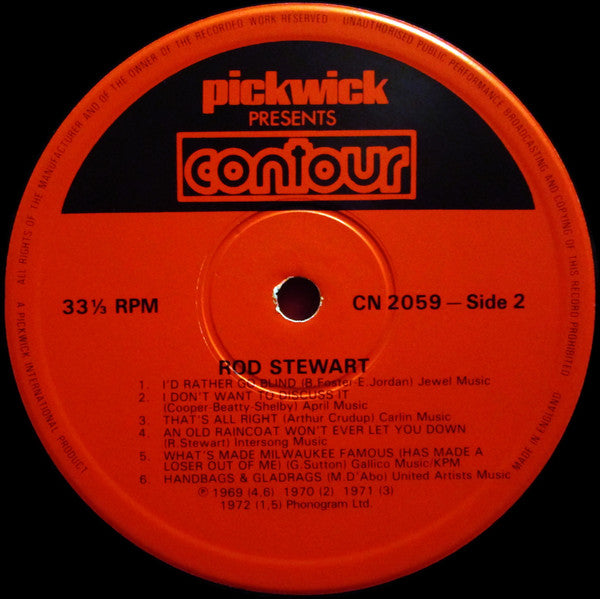 ALL RIGHTS OF THE MANUFACTURER AND OF THE OWNER OF THE RECORDED WORK RESERVED — UNAUTHORISED PUBLIC PERFORMANCE BROADCASTING AND COPYING OF THIS RECORD PROHIBITED
pickwick
PRESENTS
contour
33⅓ RPM
CN 2059 – Side 2
ROD STEWART
1. I'D RATHER GO BLIND (B.Foster-E.Jordan) Jewel Music
2. I DON'T WANT TO DISCUSS IT
(Cooper-Beatty-Shelby) April Music
3. THAT'S ALL RIGHT (Arthur Crudup) Carlin Music
4. AN OLD RAINCOAT WON'T EVER LET YOU DOWN
(R.Stewart) Intersong Music
5. WHAT'S MADE MILWAUKEE FAMOUS (HAS MADE A
LOSER OUT OF ME) (G.Sutton) Gallico Music/KPM
6. HANDBAGS & GLADRAGS (M.D'Abo) United Artists Music
℗ 1969 (4,6) 1970 (2) 1971 (3)
1972 (1,5) Phonogram Ltd.
A PICKWICK INTERNATIONAL PRODUCT
MADE IN ENGLAND